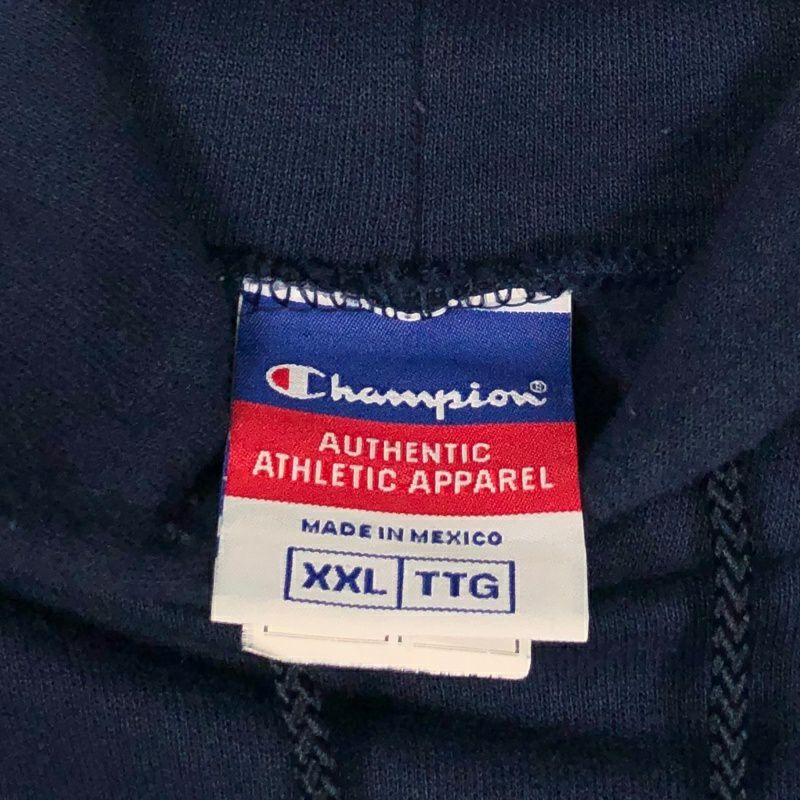 Champion®
AUTHENTIC
ATHLETIC APPAREL
MADE IN MEXICO
XXL TTG